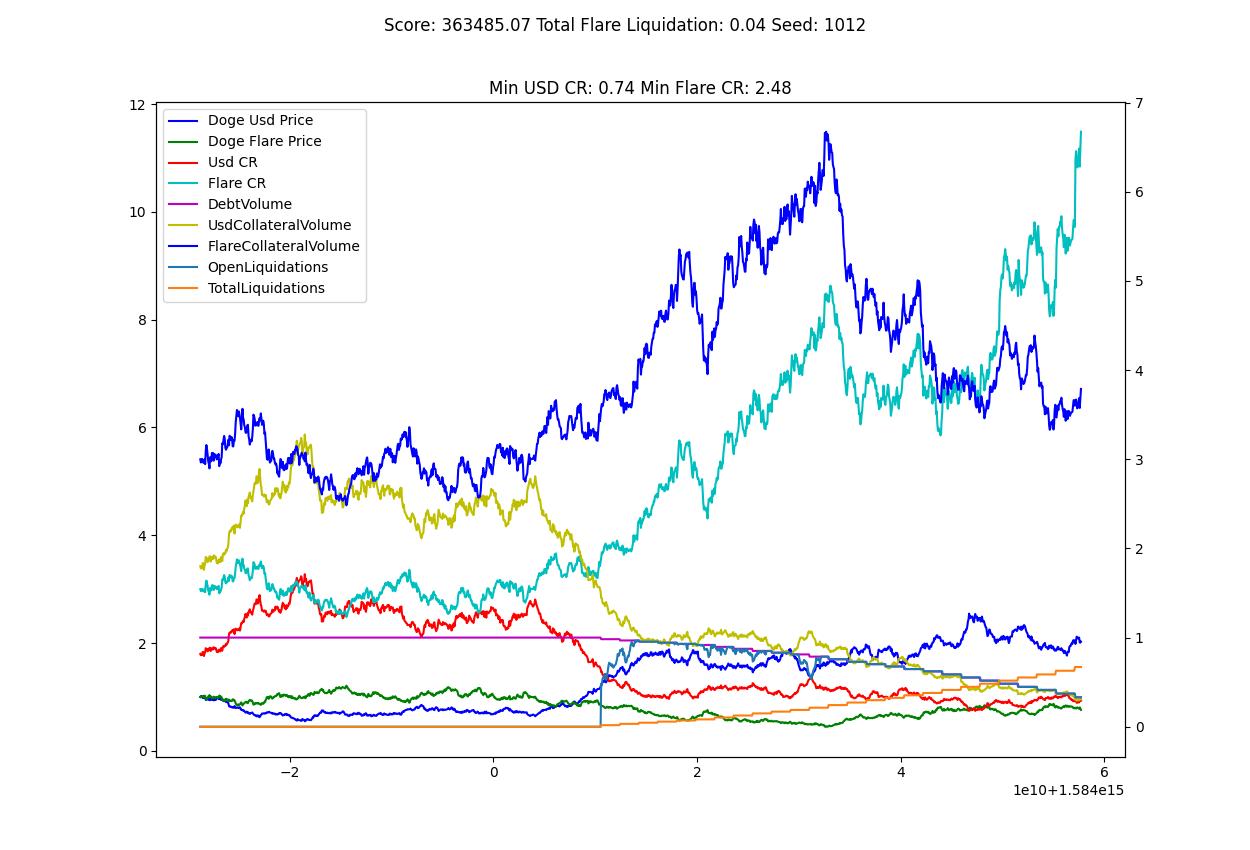 Score: 363485.07 Total Flare Liquidation: 0.04 Seed: 1012
Min USD CR: 0.74 Min Flare CR: 2.48
Doge Usd Price
Doge Flare Price
Usd CR
Flare CR
DebtVolume
UsdCollateralVolume
FlareCollateralVolume
OpenLiquidations
TotalLiquidations
12
10
8
6
4
2
0
7
6
5
4
3
2
1
0
−2 0 2 4 6
1e10+1.584e15